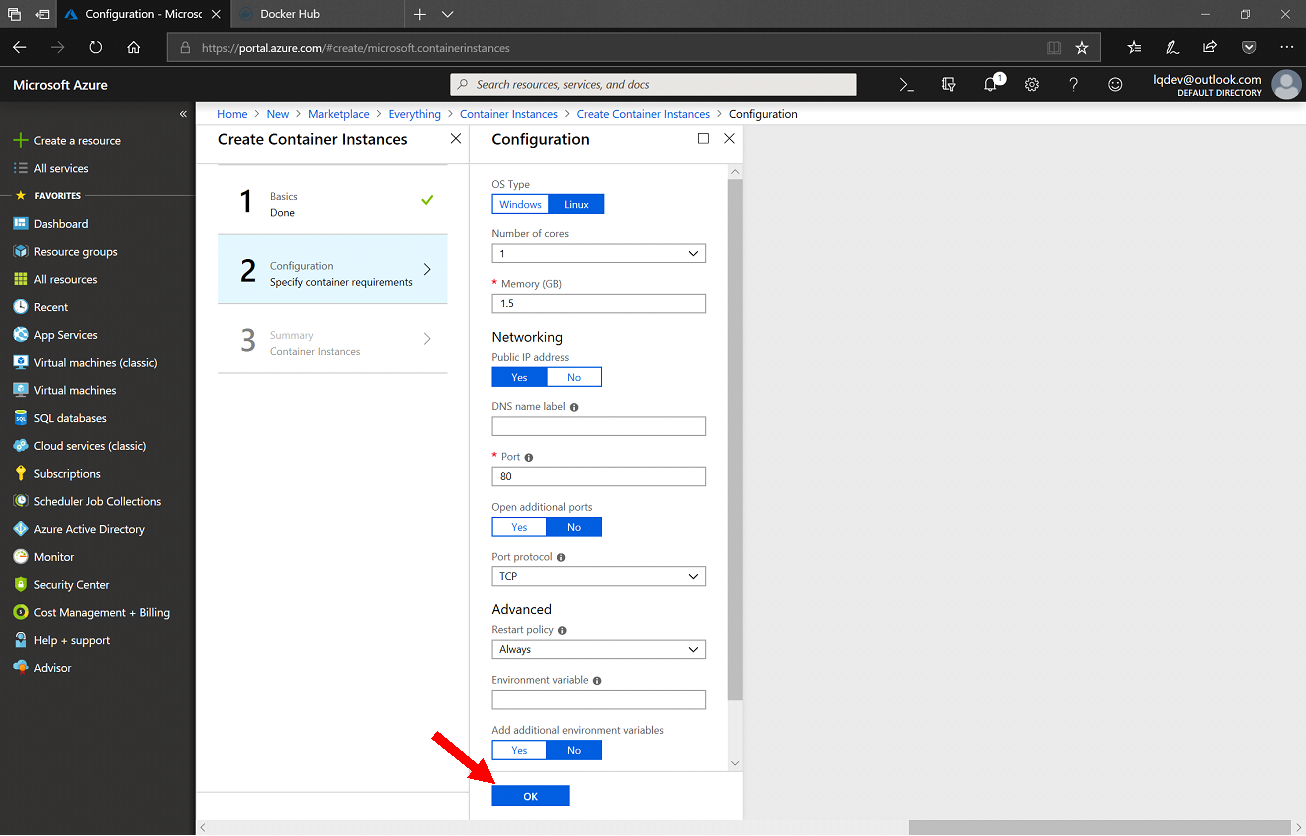 Configuration - Microsc
Docker Hub
https://portal.azure.com/#create/microsoft.containerinstances
Microsoft Azure
Search resources, services, and docs
1
lqdev@outlook.com
DEFAULT DIRECTORY
Home > New > Marketplace > Everything > Container Instances > Create Container Instances > Configuration
Create a resource
All services
FAVORITES
Dashboard
Resource groups
All resources
Recent
App Services
Virtual machines (classic)
Virtual machines
SQL databases
Cloud services (classic)
Subscriptions
Scheduler Job Collections
Azure Active Directory
Monitor
Security Center
Cost Management + Billing
Help + support
Advisor
Create Container Instances
1
Basics
Done
2
Configuration
Specify container requirements
3
Summary
Container Instances
Configuration
OS Type
Windows Linux
Number of cores
1
* Memory (GB)
1.5
Networking
Public IP address
Yes No
DNS name label
* Port
80
Open additional ports
Yes No
Port protocol
TCP
Advanced
Restart policy
Always
Environment variable
Add additional environment variables
Yes No
OK